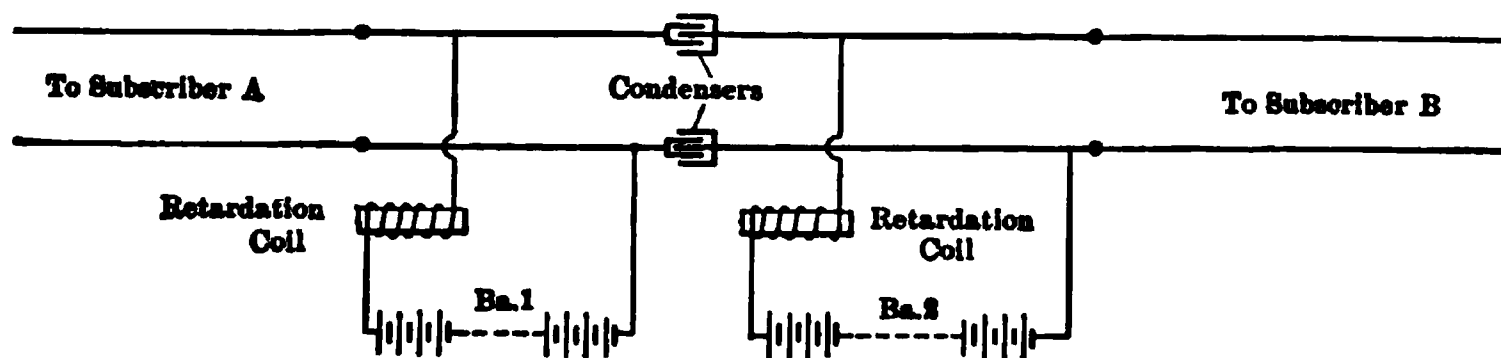 To Subscriber A
Condensers
To Subscriber B
Retardation
Coil
Retardation
Coil
Ba.1
Ba.2